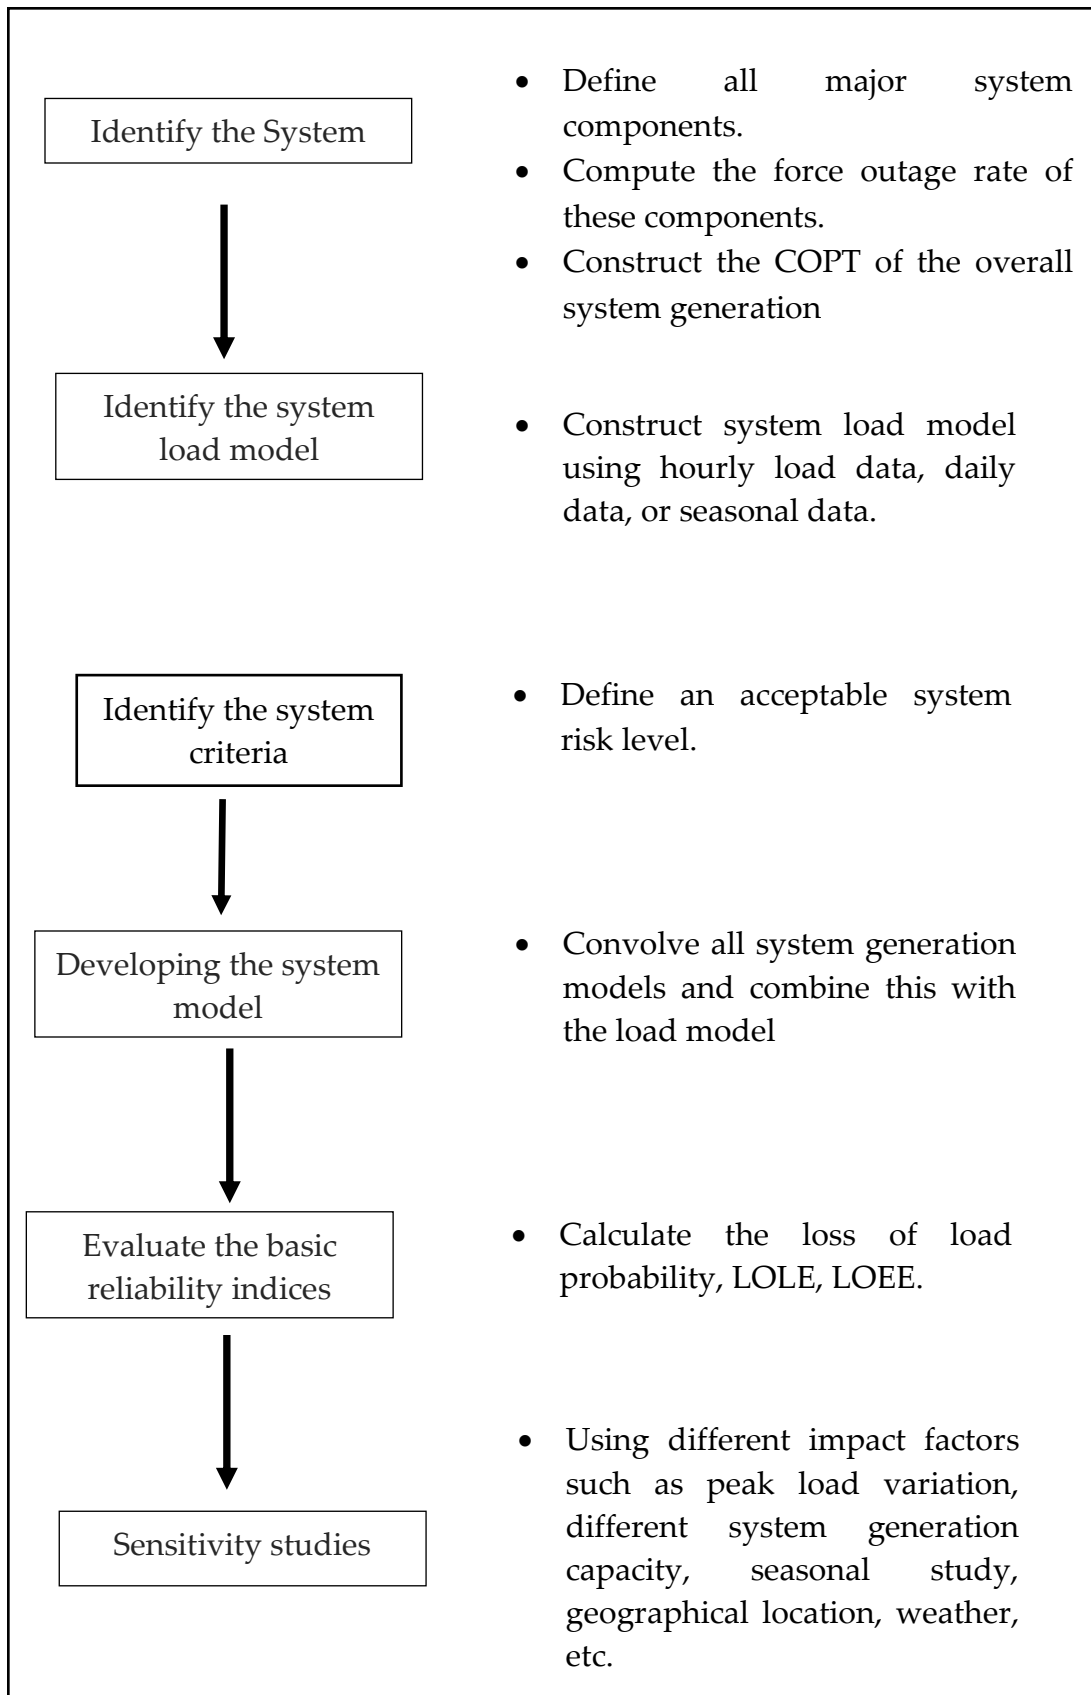 Identify the System
• Define all major system
components.
• Compute the force outage rate of
these components.
• Construct the COPT of the overall
system generation
Identify the system
load model
• Construct system load model
using hourly load data, daily
data, or seasonal data.
Identify the system
criteria
• Define an acceptable system
risk level.
Developing the system
model
• Convolve all system generation
models and combine this with
the load model
Evaluate the basic
reliability indices
• Calculate the loss of load
probability, LOLE, LOEE.
Sensitivity studies
• Using different impact factors
such as peak load variation,
different system generation
capacity, seasonal study,
geographical location, weather,
etc.